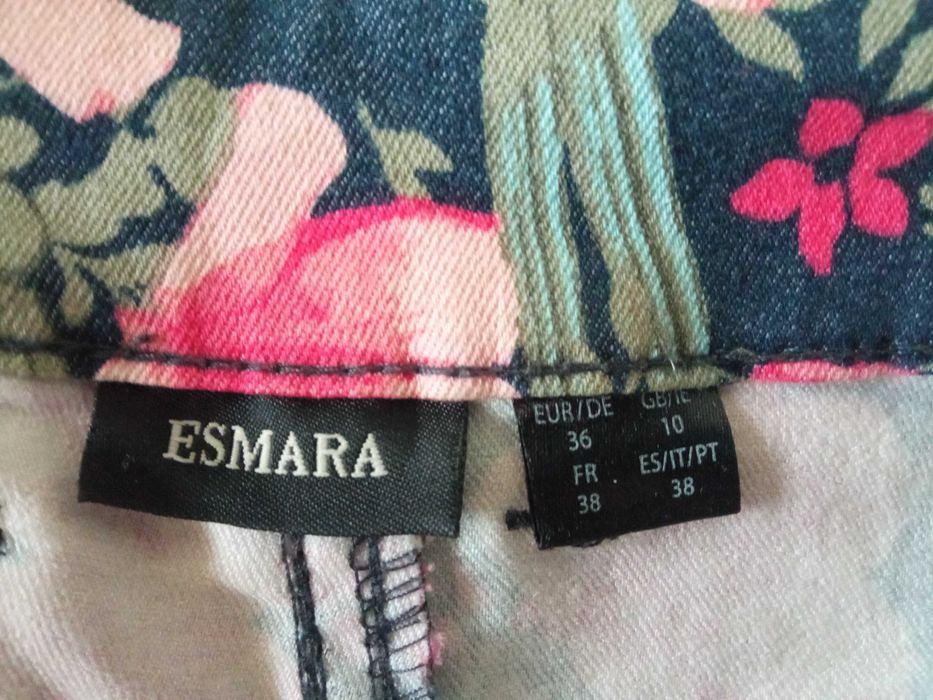 ESMARA
EUR/DE GB/IE
36 10
FR ES/IT/PT
38 38